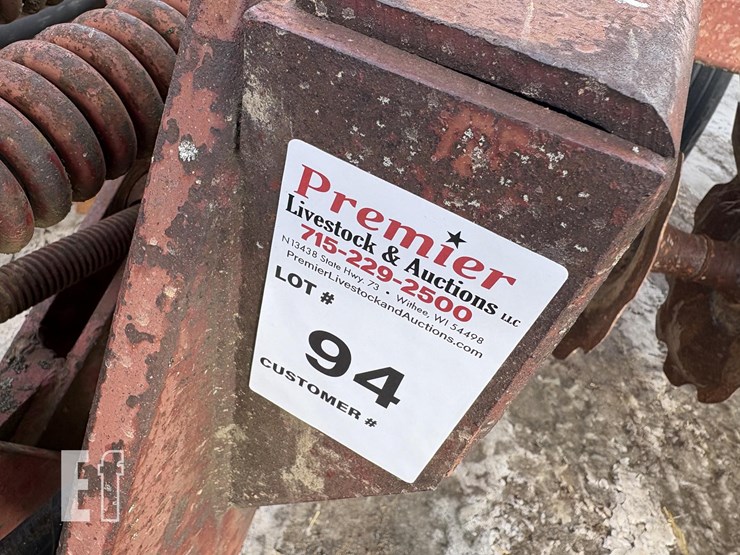 Premier
Livestock & Auctions LLC
715-229-2500
N13438 State Hwy. 73 • Withee, WI 54498
PremierLivestockandAuctions.com
LOT #
94
CUSTOMER #
Ef